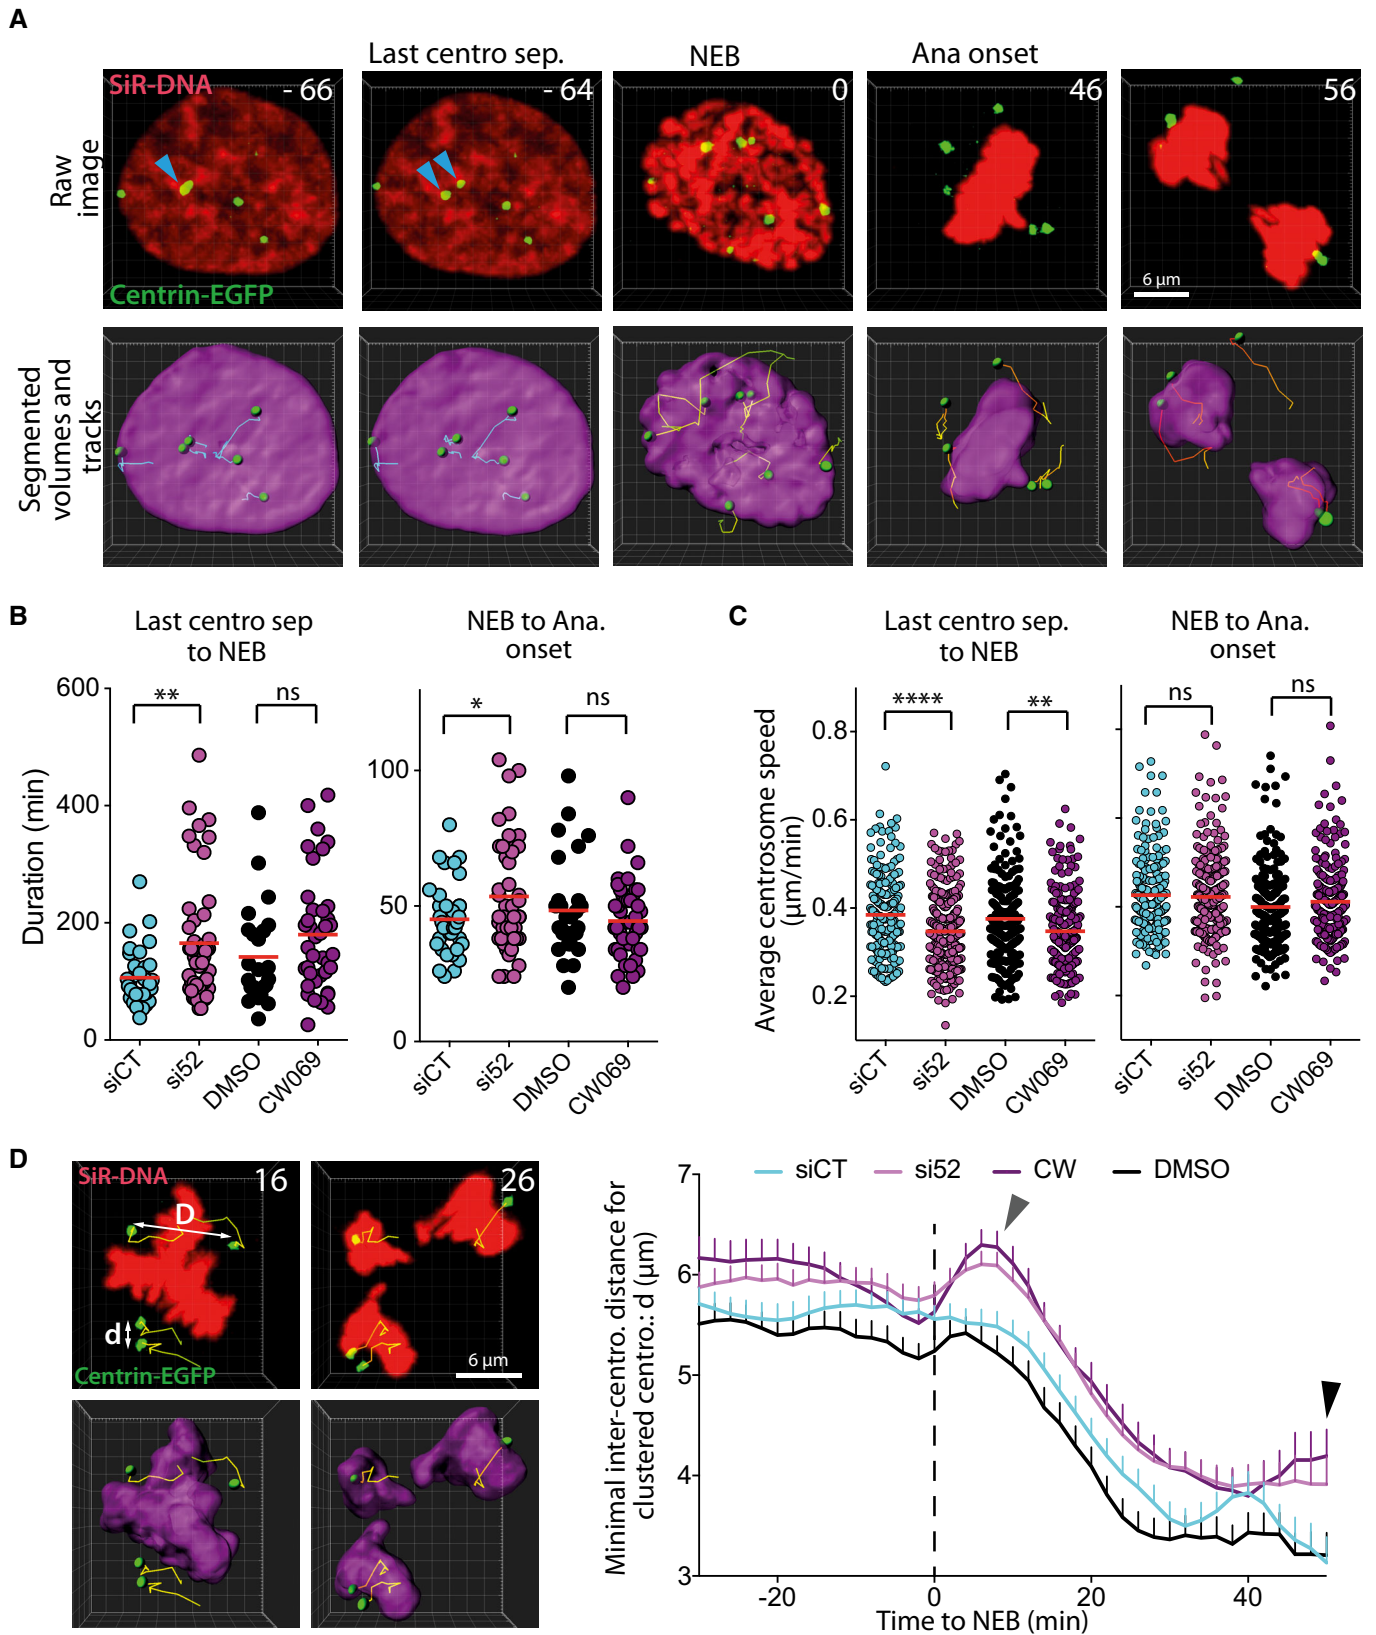 A
Last centro sep.
NEB
Ana onset
Raw
image
SiR-DNA
- 66
- 64
0
46
56
Centrin-EGFP
6 µm
Segmented
volumes and
tracks
B
Last centro sep
to NEB
NEB to Ana.
onset
Duration (min)
600
400
200
0
**
ns
100
50
0
*
ns
siCT
si52
DMSO
CW069
siCT
si52
DMSO
CW069
C
Last centro sep.
to NEB
NEB to Ana.
onset
Average centrosome speed
(µm/min)
0.8
0.6
0.4
0.2
****
**
ns
ns
siCT
si52
DMSO
CW069
siCT
si52
DMSO
CW069
D
SiR-DNA
16
26
D
d
Centrin-EGFP
6 µm
siCT
si52
CW
DMSO
Minimal inter-centro. distance for
clustered centro.: d (µm)
7
6
5
4
3
-20
0
20
40
Time to NEB (min)